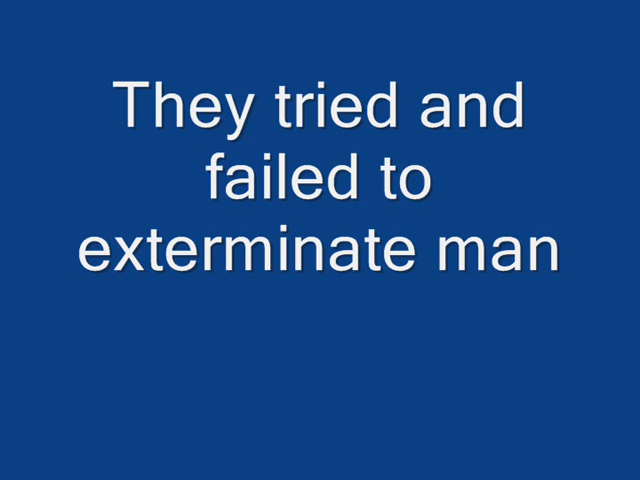 They tried and
failed to
exterminate man